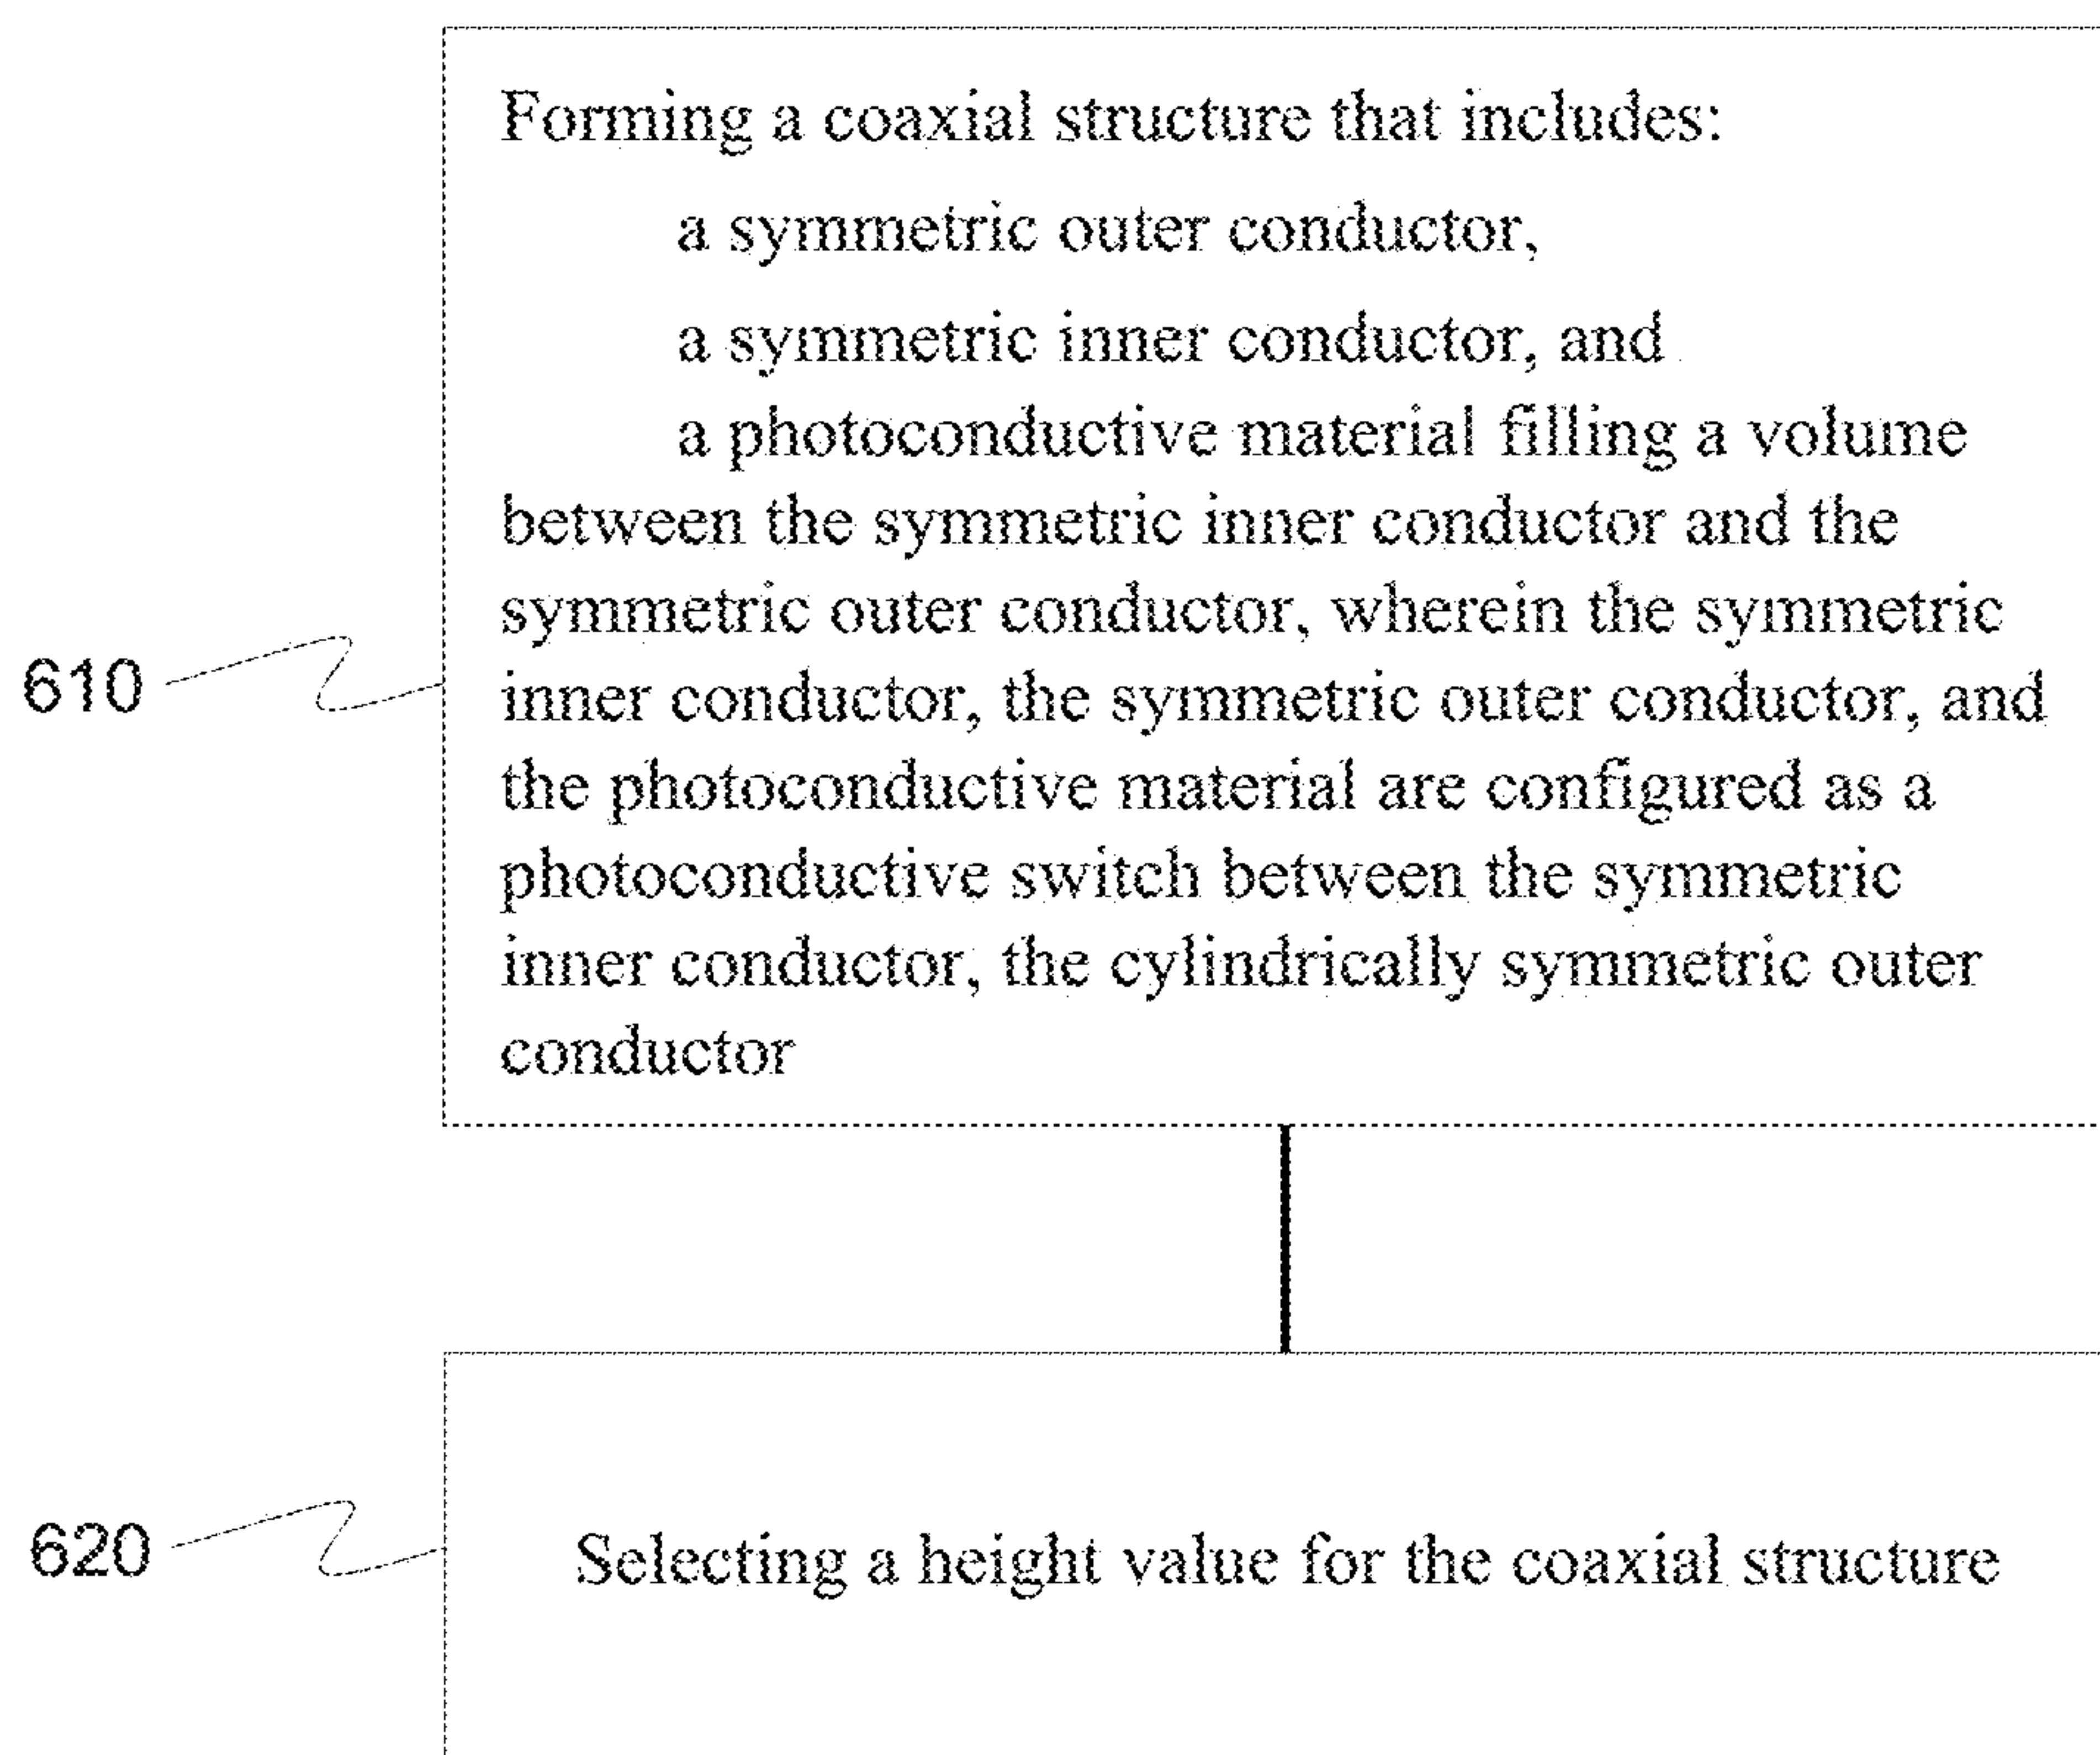 Forming a coaxial structure that includes:
a symmetric outer conductor,
a symmetric inner conductor, and
a photoconductive material filling a volume
between the symmetric inner conductor and the
symmetric outer conductor, wherein the symmetric
610
inner conductor, the symmetric outer conductor, and
the photoconductive material are configured as a
photoconductive switch between the symmetric
inner conductor, the cylindrically symmetric outer
conductor
620
Selecting a height value for the coaxial structure